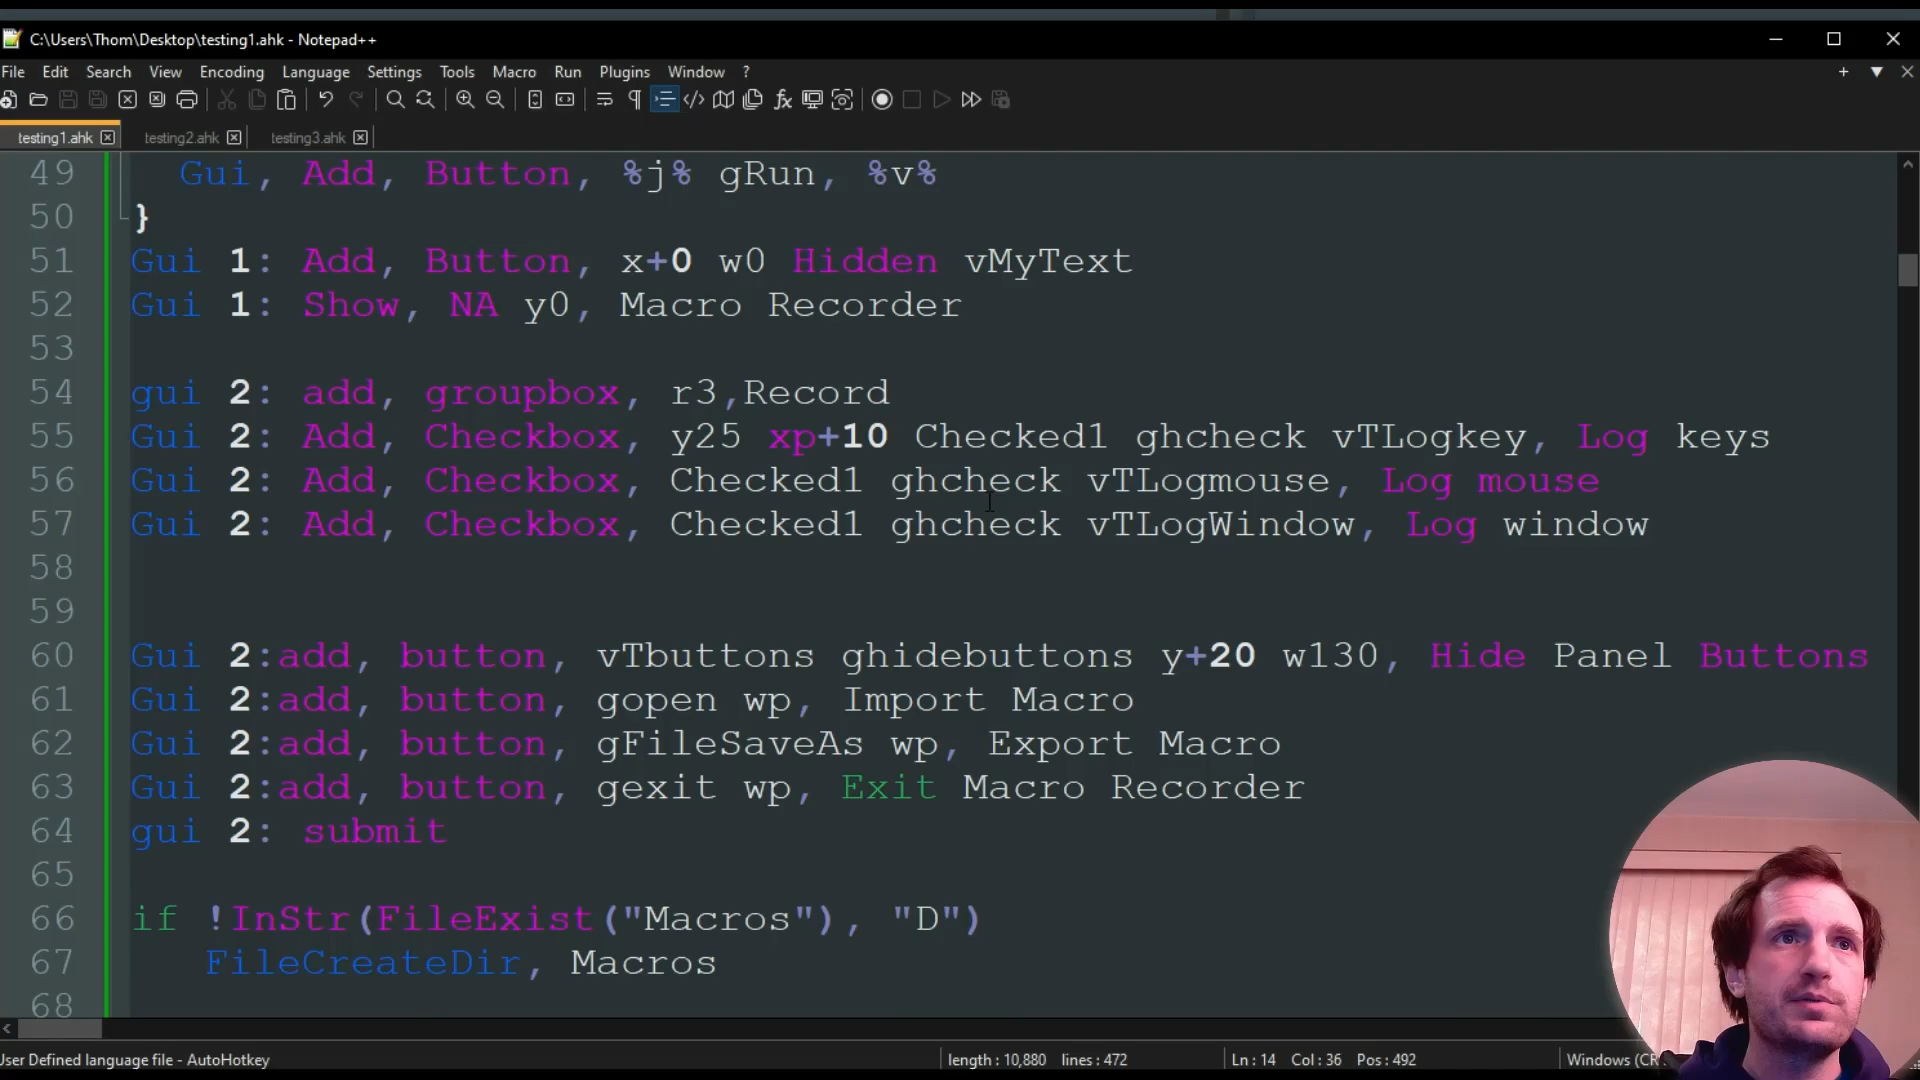 C:\Users\Thom\Desktop\testing1.ahk - Notepad++
File Edit Search View Encoding Language Settings Tools Macro Run Plugins Window ?
testing1.ahk testing2.ahk testing3.ahk
49 Gui, Add, Button, %j% gRun, %v%
50 }
51 Gui 1: Add, Button, x+0 w0 Hidden vMyText
52 Gui 1: Show, NA y0, Macro Recorder
53
54 gui 2: add, groupbox, r3,Record
55 Gui 2: Add, Checkbox, y25 xp+10 Checked1 ghcheck vTLogkey, Log keys
56 Gui 2: Add, Checkbox, Checked1 ghcheck vTLogmouse, Log mouse
57 Gui 2: Add, Checkbox, Checked1 ghcheck vTLogWindow, Log window
58
59
60 Gui 2:add, button, vTbuttons ghidebuttons y+20 w130, Hide Panel Buttons
61 Gui 2:add, button, gopen wp, Import Macro
62 Gui 2:add, button, gFileSaveAs wp, Export Macro
63 Gui 2:add, button, gexit wp, Exit Macro Recorder
64 gui 2: submit
65
66 if !InStr(FileExist("Macros"), "D")
67 FileCreateDir, Macros
68
User Defined language file - AutoHotkey length : 10,880 lines : 472 Ln : 14 Col : 36 Pos : 492 Windows (CR